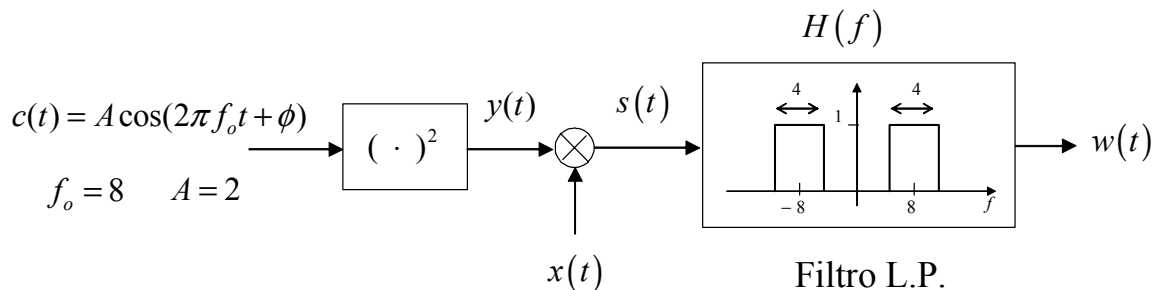 H(f)
c(t) = A cos(2πf_o t + ϕ)
f_o = 8 A = 2
( · )²
y(t)
s(t)
x(t)
4 4
1
– 8 8 f
w(t)
Filtro L.P.